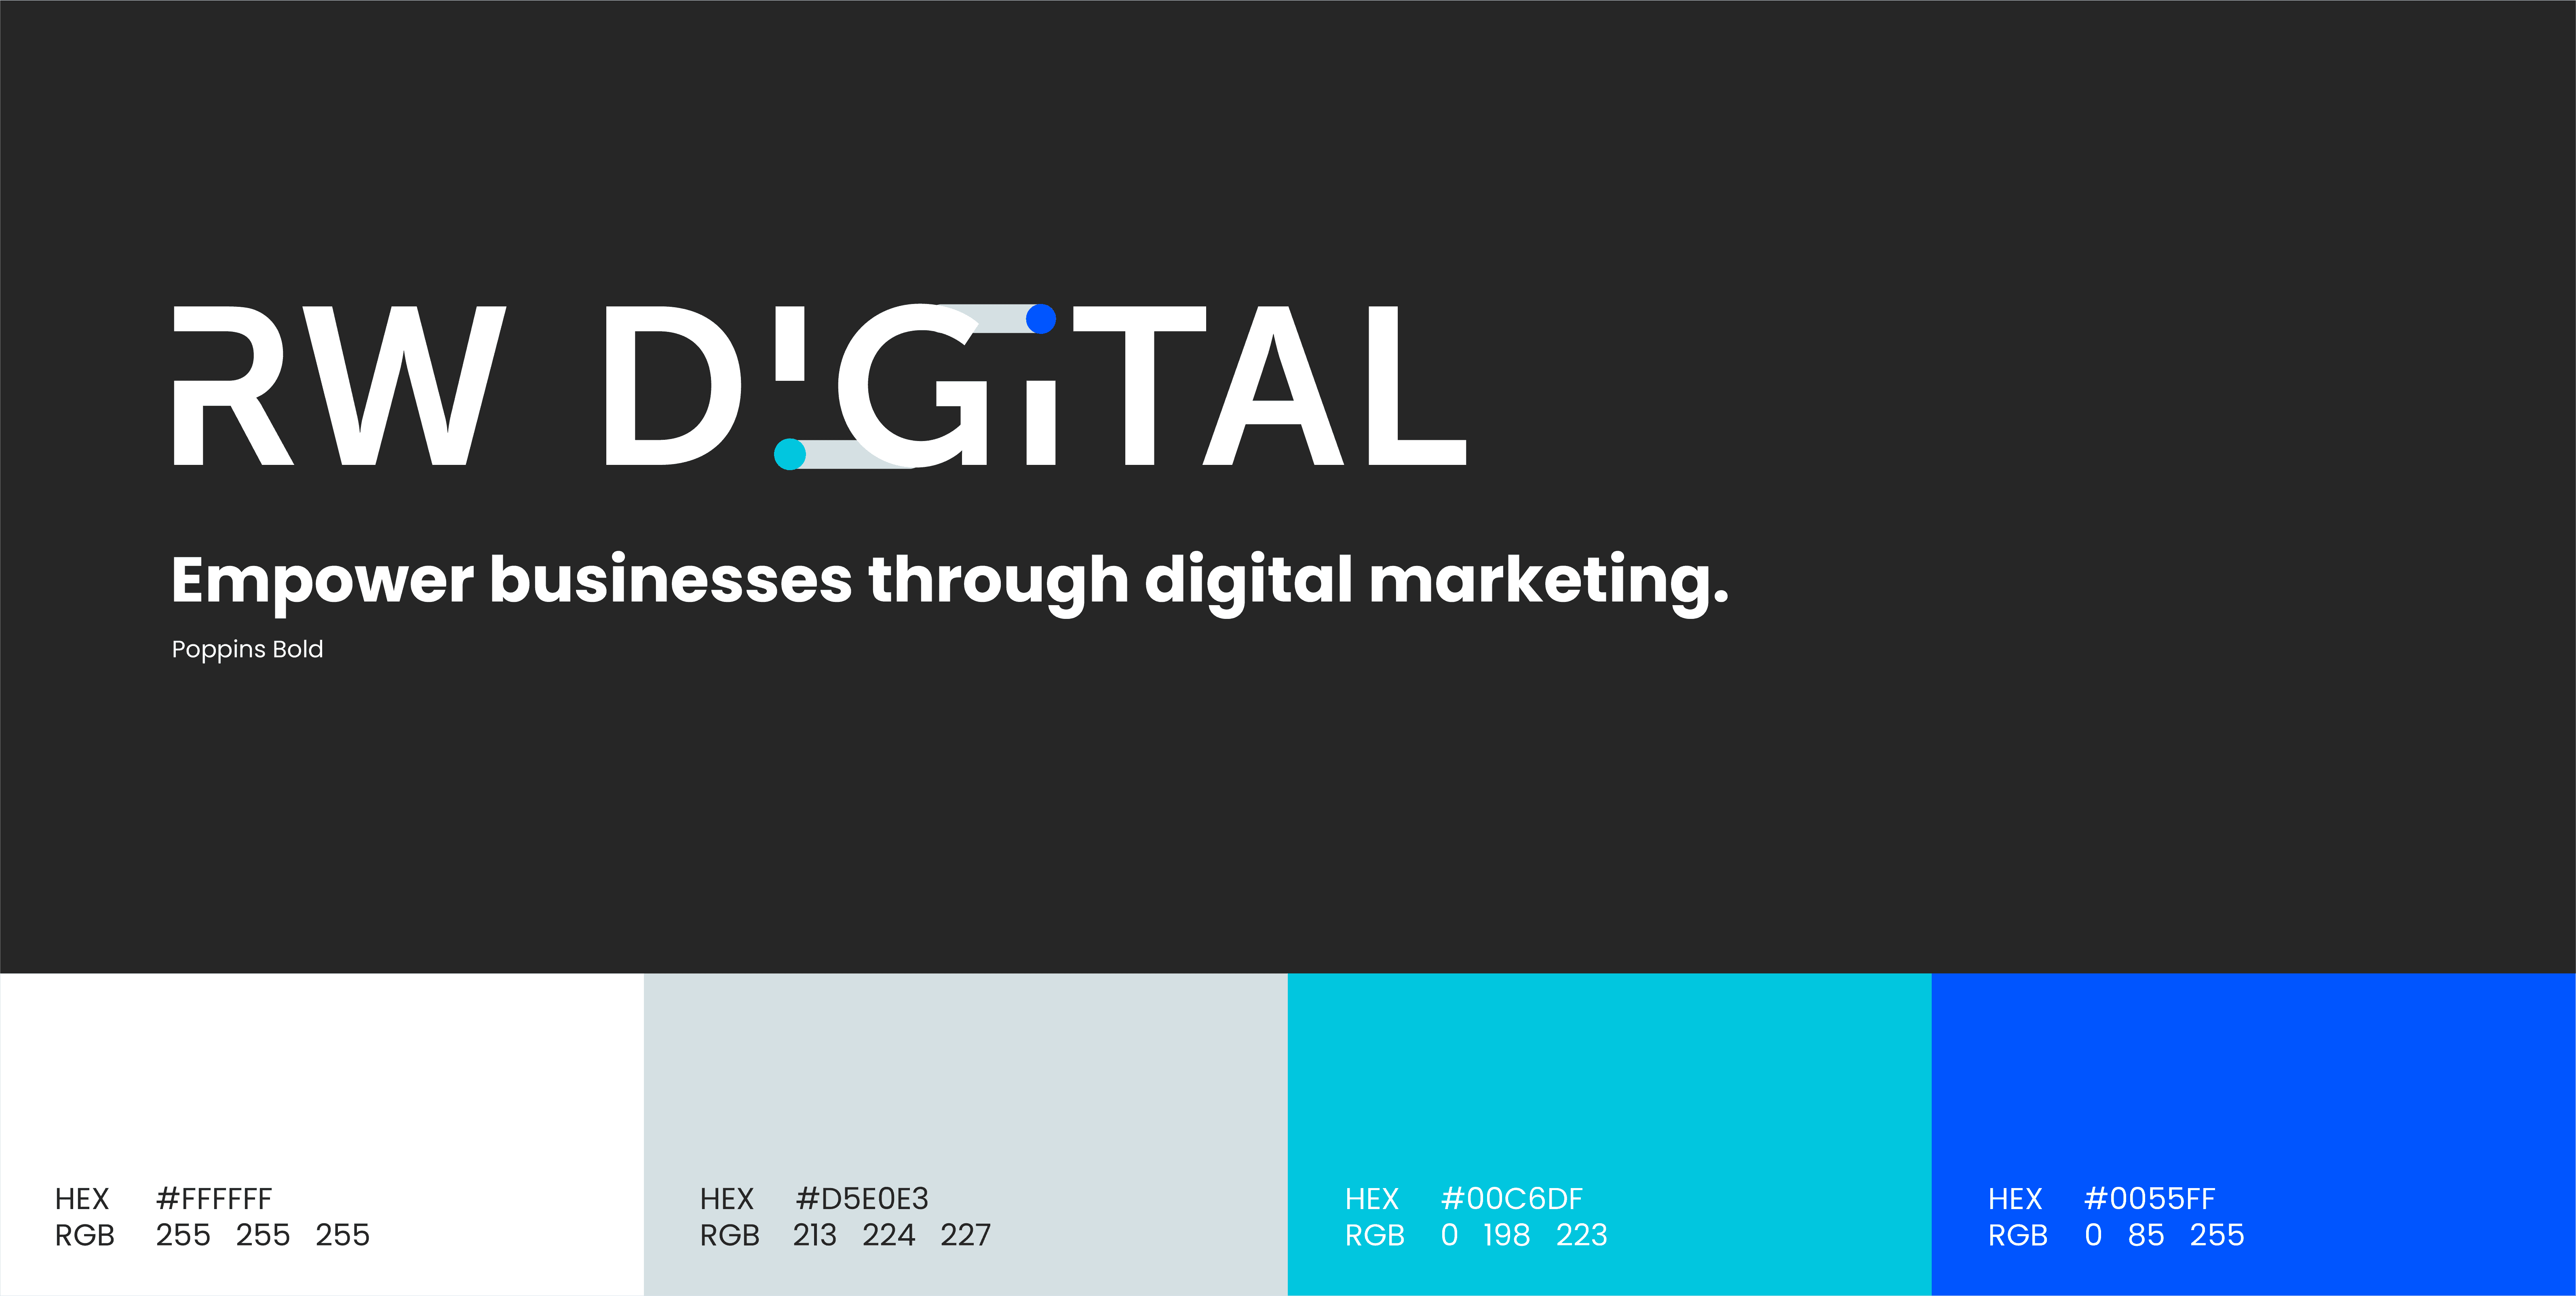 RW DIGiTAL
Empower businesses through digital marketing.
Poppins Bold
HEX #FFFFFF
RGB 255 255 255
HEX #D5E0E3
RGB 213 224 227
HEX #00C6DF
RGB 0 198 223
HEX #0055FF
RGB 0 85 255